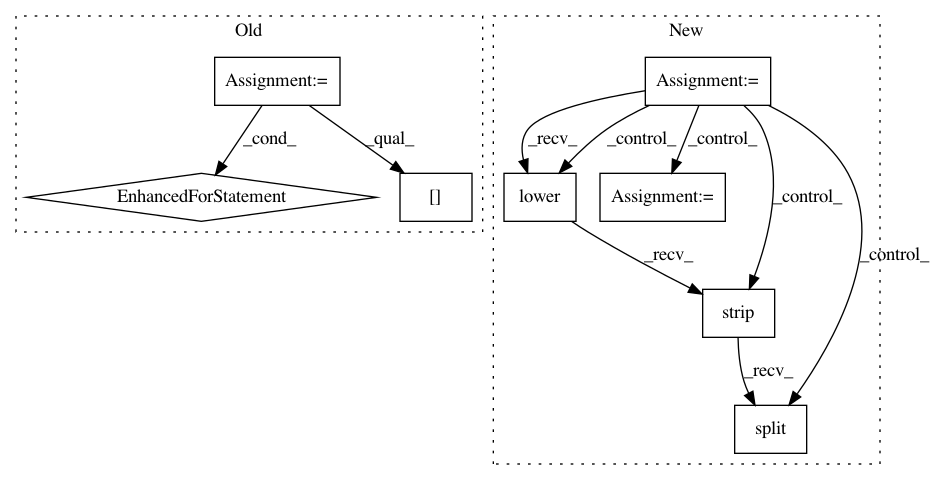 Old
New
Assignment:=
Assignment:=
_cond_
_qual_
_recv_
_control_
_control_
EnhancedForStatement
[]
lower
Assignment:=
_control_
_recv_
_control_
strip
_recv_
split